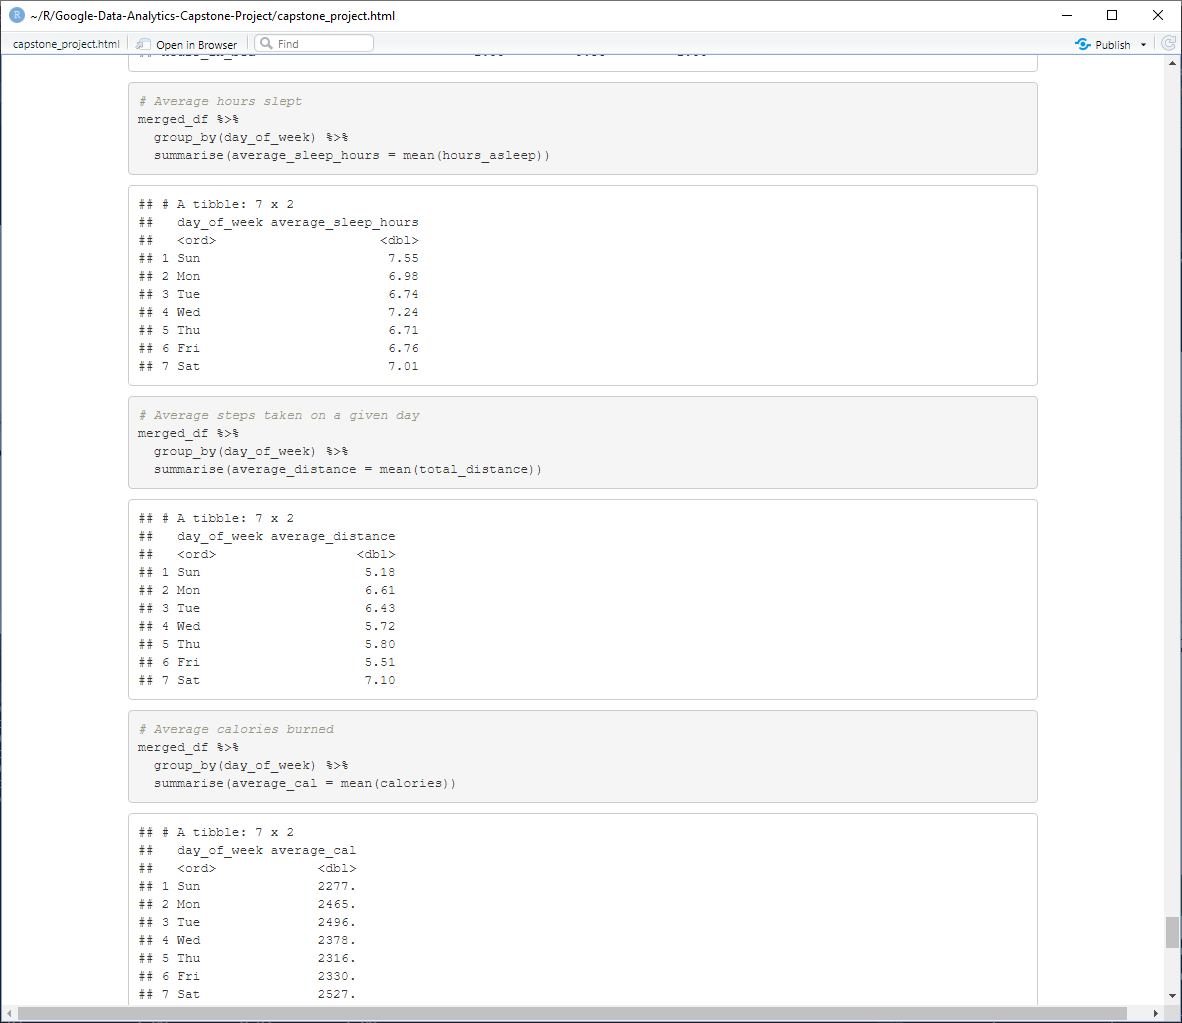 ~/R/Google-Data-Analytics-Capstone-Project/capstone_project.html
capstone_project.html Open in Browser Find Publish
# Average hours slept
merged_df %>%
  group_by(day_of_week) %>%
  summarise(average_sleep_hours = mean(hours_asleep))
## # A tibble: 7 x 2
##   day_of_week average_sleep_hours
##   <ord>                     <dbl>
## 1 Sun                        7.55
## 2 Mon                        6.98
## 3 Tue                        6.74
## 4 Wed                        7.24
## 5 Thu                        6.71
## 6 Fri                        6.76
## 7 Sat                        7.01
# Average steps taken on a given day
merged_df %>%
  group_by(day_of_week) %>%
  summarise(average_distance = mean(total_distance))
## # A tibble: 7 x 2
##   day_of_week average_distance
##   <ord>                  <dbl>
## 1 Sun                     5.18
## 2 Mon                     6.61
## 3 Tue                     6.43
## 4 Wed                     5.72
## 5 Thu                     5.80
## 6 Fri                     5.51
## 7 Sat                     7.10
# Average calories burned
merged_df %>%
  group_by(day_of_week) %>%
  summarise(average_cal = mean(calories))
## # A tibble: 7 x 2
##   day_of_week average_cal
##   <ord>             <dbl>
## 1 Sun               2277.
## 2 Mon               2465.
## 3 Tue               2496.
## 4 Wed               2378.
## 5 Thu               2316.
## 6 Fri               2330.
## 7 Sat               2527.